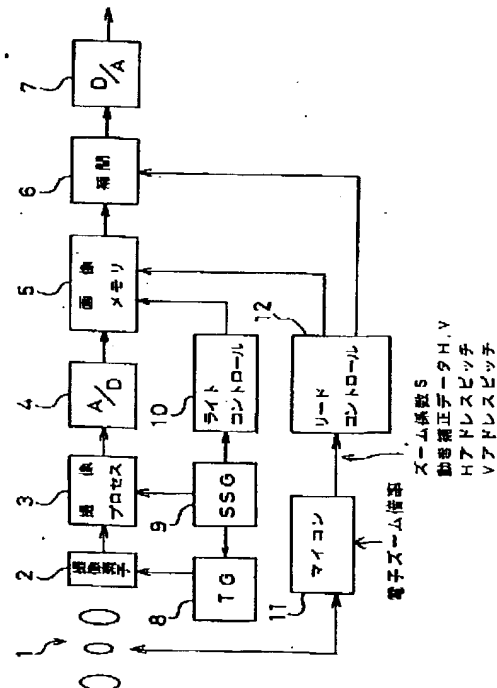 1
2
撮像素子
3
撮像
プロセス
4
A/D
5
画像
メモリ
6
補間
7
D/A
8
TG
9
SSG
10
ライト
コントロール
11
マイコン
12
リード
コントロール
電子ズーム倍率
ズーム係数S
動き補正データH,V
Hアドレスピッチ
Vアドレスピッチ